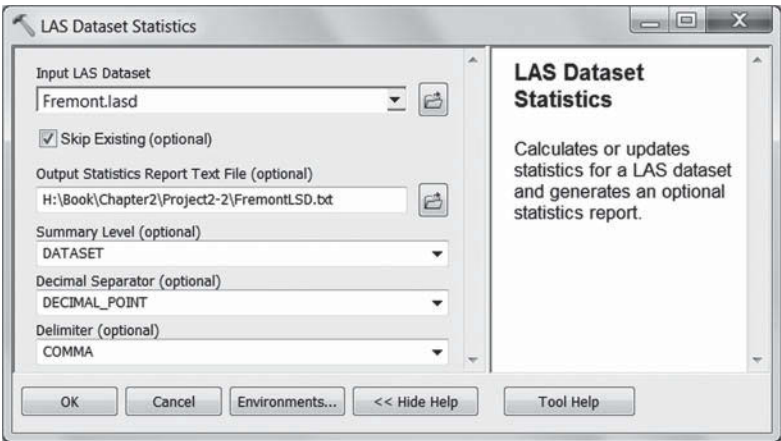 LAS Dataset Statistics
Input LAS Dataset
Fremont.lasd
Skip Existing (optional)
Output Statistics Report Text File (optional)
H:\Book\Chapter2\Project2-2\FremontLSD.txt
Summary Level (optional)
DATASET
Decimal Separator (optional)
DECIMAL_POINT
Delimiter (optional)
COMMA
LAS Dataset
Statistics
Calculates or updates
statistics for a LAS dataset
and generates an optional
statistics report.
OK
Cancel
Environments...
<< Hide Help
Tool Help